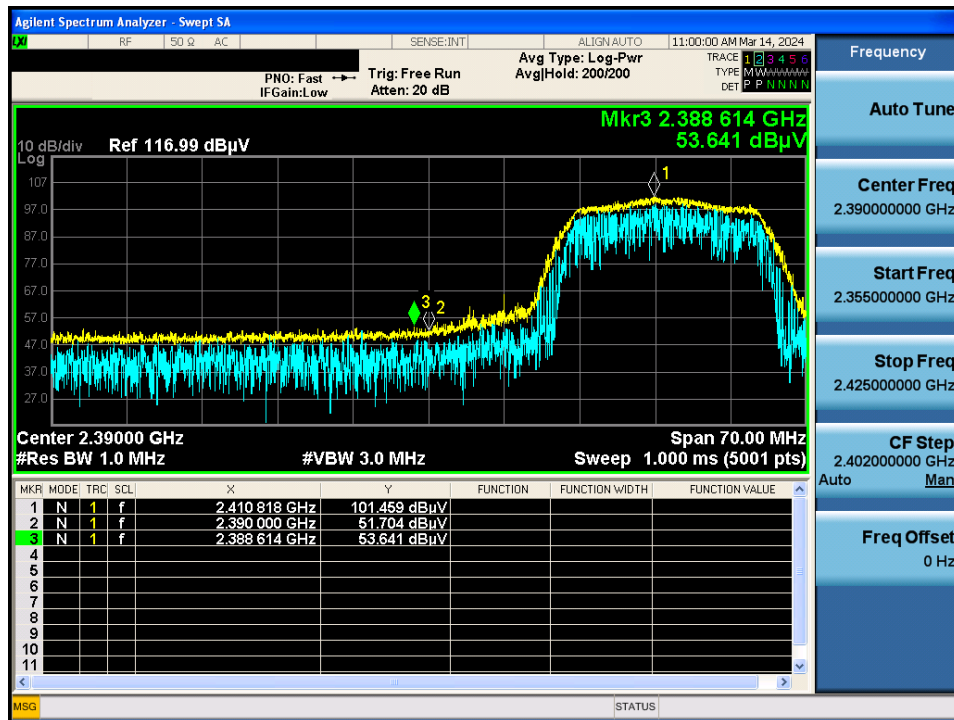 Agilent Spectrum Analyzer - Swept SA
LXI RF 50 Ω AC SENSE:INT ALIGN AUTO 11:00:00 AM Mar 14, 2024
PNO: Fast
IFGain:Low
Trig: Free Run
Atten: 20 dB
Avg Type: Log-Pwr
Avg|Hold: 200/200
TRACE 1 2 3 4 5 6
TYPE M W
DET P P N N N N
Mkr3 2.388 614 GHz
53.641 dBµV
10 dB/div Ref 116.99 dBµV
Log
107
97.0
87.0
77.0
67.0
57.0
47.0
37.0
27.0
1
3 2
Center 2.39000 GHz Span 70.00 MHz
#Res BW 1.0 MHz #VBW 3.0 MHz Sweep 1.000 ms (5001 pts)
MKR MODE TRC SCL X Y FUNCTION FUNCTION WIDTH FUNCTION VALUE
1 N 1 f 2.410 818 GHz 101.459 dBµV
2 N 1 f 2.390 000 GHz 51.704 dBµV
3 N 1 f 2.388 614 GHz 53.641 dBµV
4
5
6
7
8
9
10
11
MSG STATUS
Frequency
Auto Tune
Center Freq
2.390000000 GHz
Start Freq
2.355000000 GHz
Stop Freq
2.425000000 GHz
CF Step
2.402000000 GHz
Auto Man
Freq Offset
0 Hz